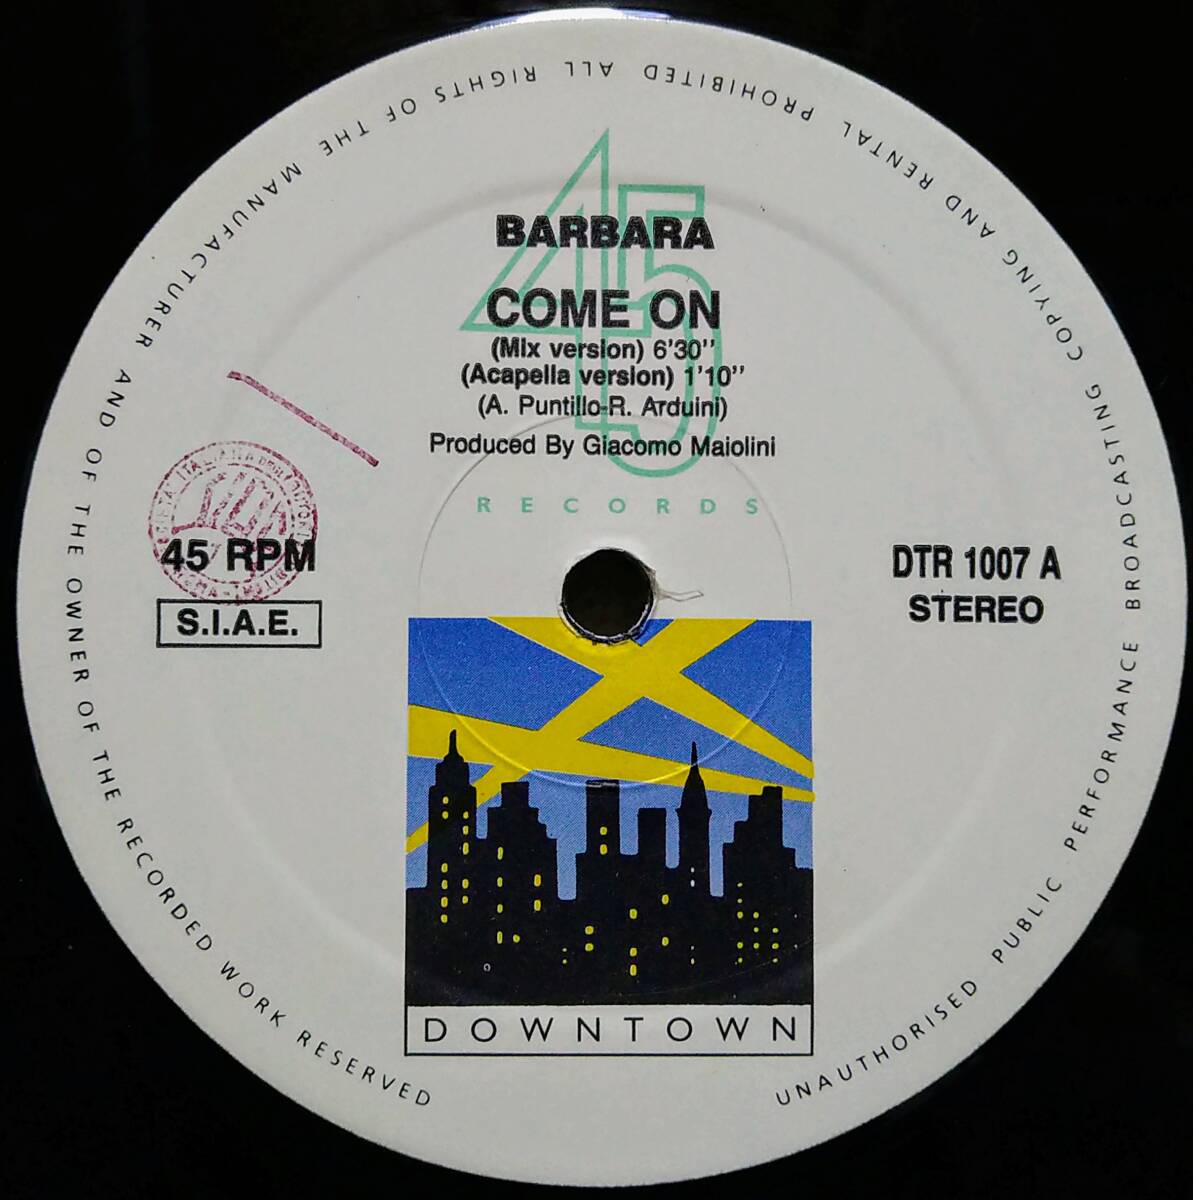 ALL RIGHTS OF THE MANUFACTURER AND OF THE OWNER OF THE RECORDED WORK RESERVED
UNAUTHORISED PUBLIC PERFORMANCE BROADCASTING COPYING AND RENTAL PROHIBITED
45
BARBARA
COME ON
(Mix version) 6'30''
(Acapella version) 1'10''
(A. Puntillo-R. Arduini)
Produced By Giacomo Maiolini
RECORDS
ITALIANA DEGLI
45 RPM
S.I.A.E.
DTR 1007 A
STEREO
DOWNTOWN